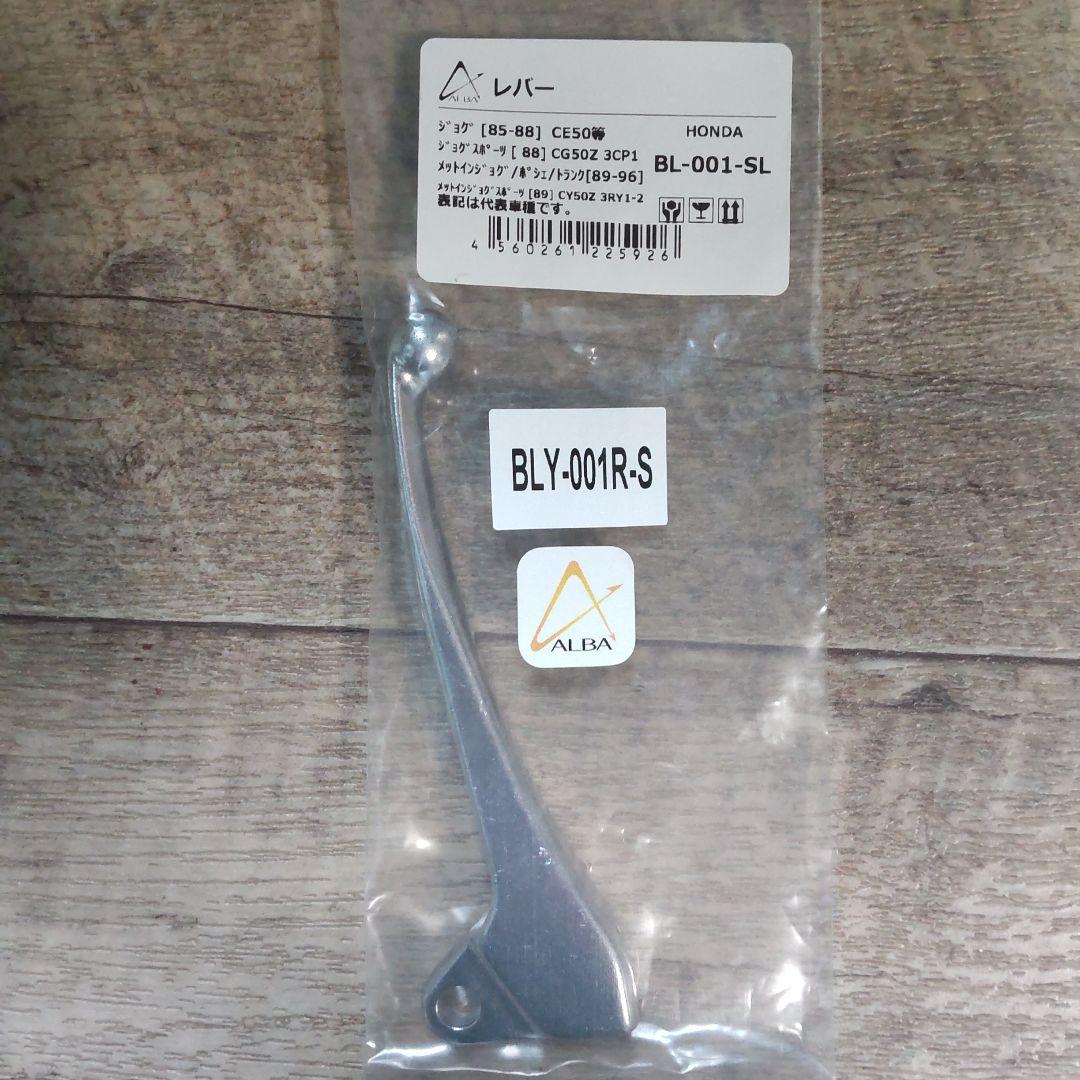 ALBA レバー
ｼﾞｮｸﾞ [85-88] CE50等 HONDA
ｼﾞｮｸﾞｽﾎﾟｰﾂ [ 88] CG50Z 3CP1
BL-001-SL
ﾒｯﾄｲﾝｼﾞｮｸﾞ/ﾎﾟｼｪ/ﾄﾗﾝｸ[89-96]
ﾒｯﾄｲﾝｼﾞｮｸﾞｽﾎﾟｰﾂ [89] CY50Z 3RY1-2
表記は代表車種です。
4 560261 225926
BLY-001R-S
ALBA